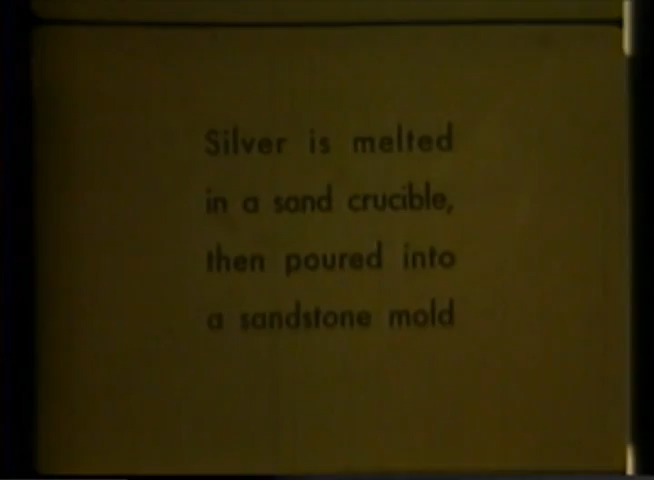 Silver is melted
in a sand crucible,
then poured into
a sandstone mold